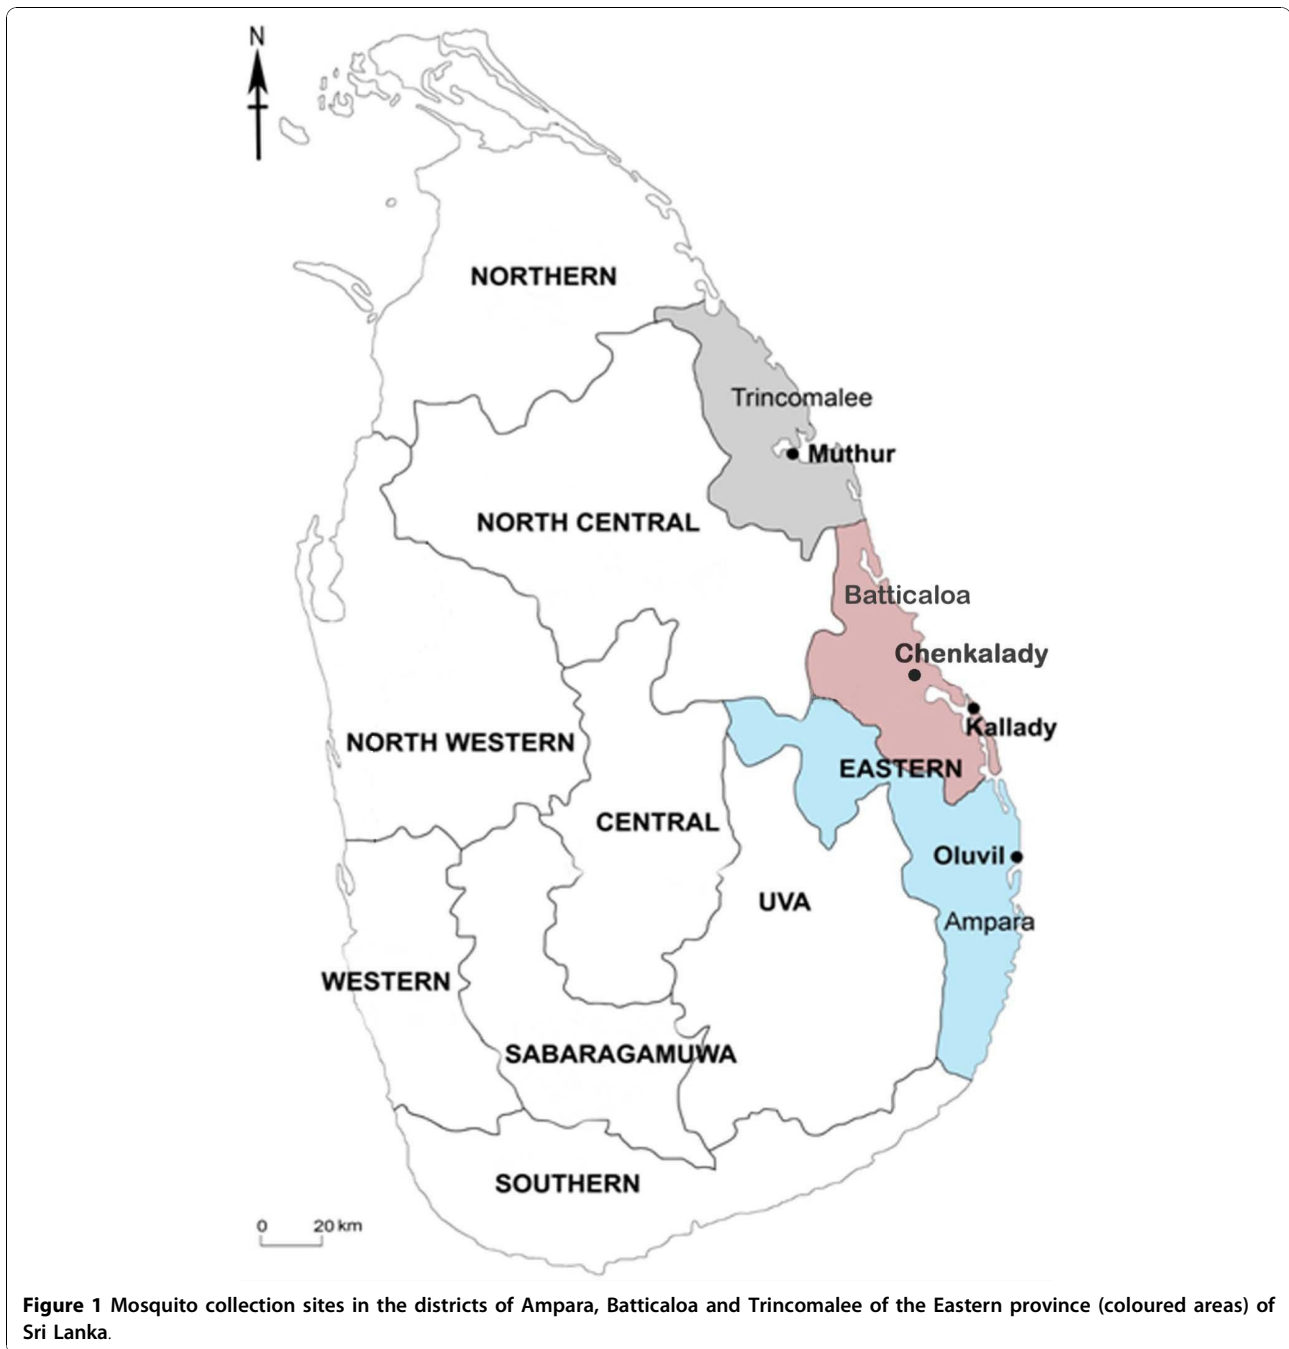 N
NORTHERN
Trincomalee
Muthur
NORTH CENTRAL
Batticaloa
Chenkalady
Kallady
NORTH WESTERN
EASTERN
CENTRAL
Oluvil
UVA
Ampara
WESTERN
SABARAGAMUWA
SOUTHERN
0 20 km
Figure 1 Mosquito collection sites in the districts of Ampara, Batticaloa and Trincomalee of the Eastern province (coloured areas) of
Sri Lanka.